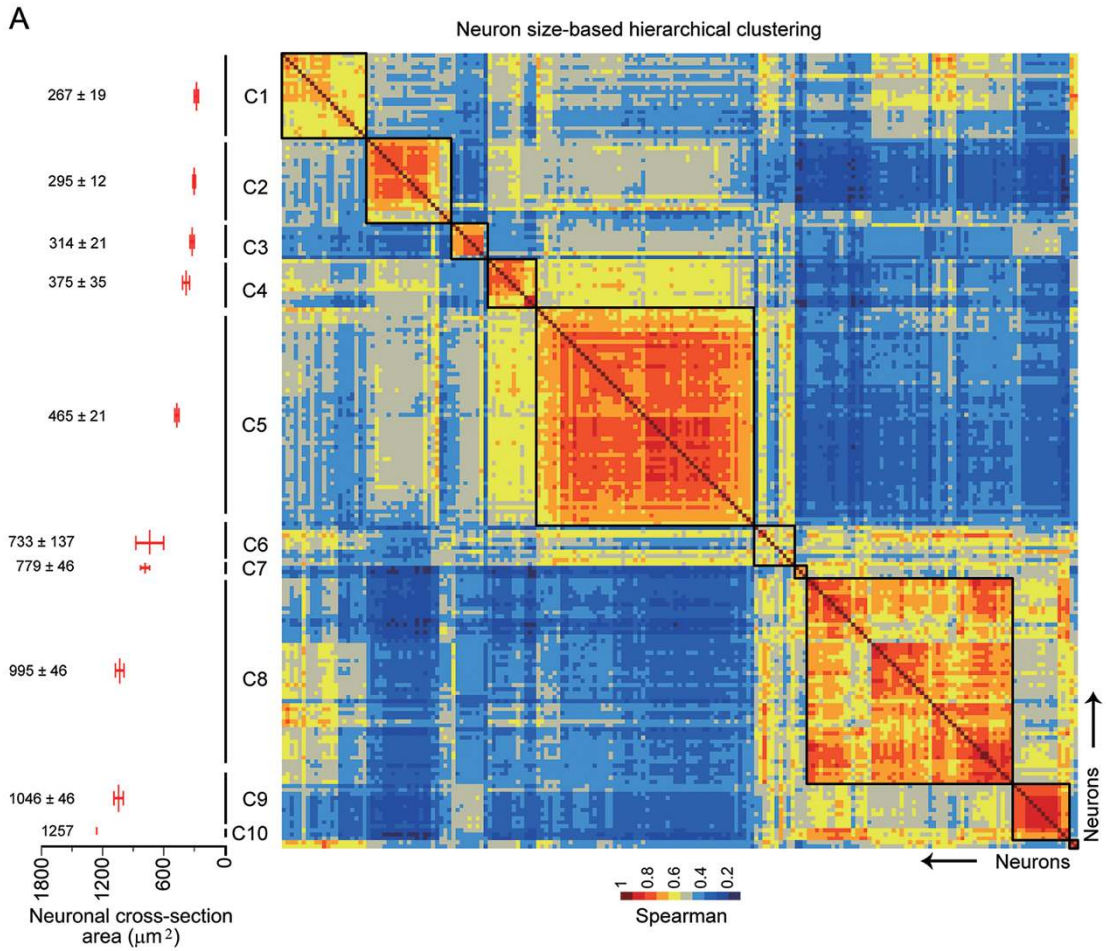 A
Neuron size-based hierarchical clustering
267 ± 19 C1
295 ± 12 C2
314 ± 21 C3
375 ± 35 C4
465 ± 21 C5
733 ± 137 C6
779 ± 46 C7
995 ± 46 C8
1046 ± 46 C9
1257 C10
1800 1200 600 0
Neuronal cross-section
area (μm²)
Neurons
Neurons
1 0.8 0.6 0.4 0.2
Spearman